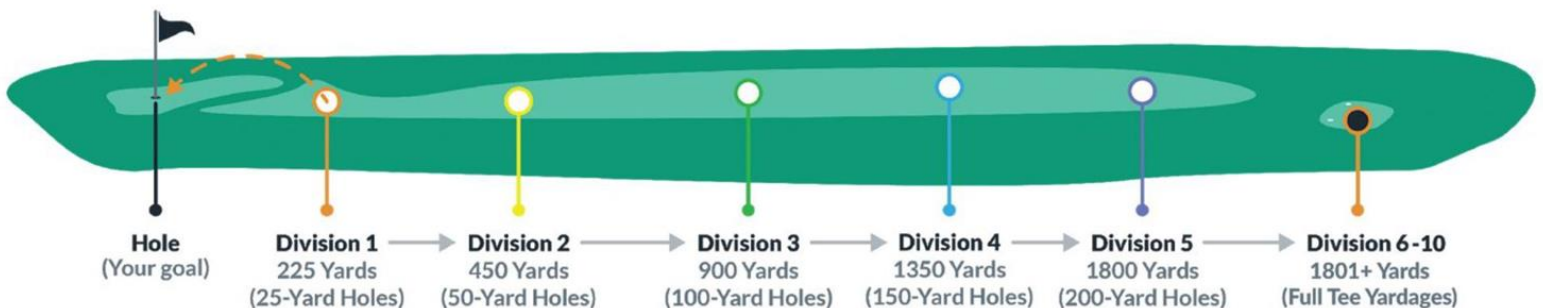 Hole
(Your goal)
Division 1
225 Yards
(25-Yard Holes)
Division 2
450 Yards
(50-Yard Holes)
Division 3
900 Yards
(100-Yard Holes)
Division 4
1350 Yards
(150-Yard Holes)
Division 5
1800 Yards
(200-Yard Holes)
Division 6-10
1801+ Yards
(Full Tee Yardages)